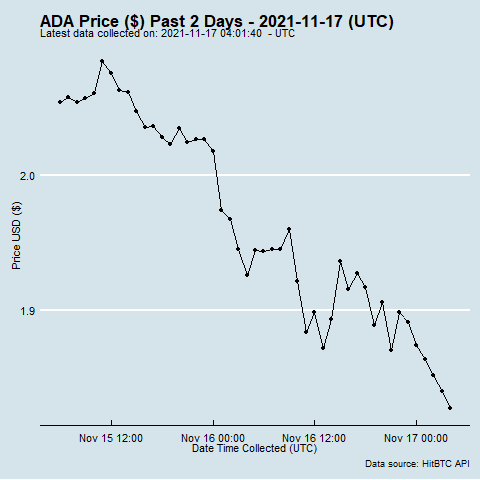 ADA Price ($) Past 2 Days - 2021-11-17 (UTC)
Latest data collected on: 2021-11-17 04:01:40 - UTC
2.0
Price USD ($)
1.9
Nov 15 12:00 Nov 16 00:00 Nov 16 12:00 Nov 17 00:00
Date Time Collected (UTC)
Data source: HitBTC API